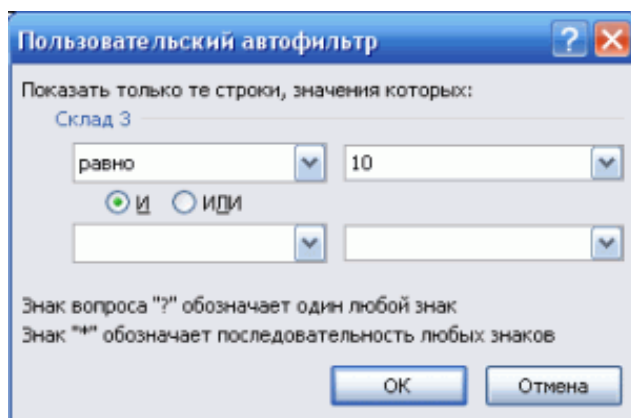 Пользовательский автофильтр ?
Показать только те строки, значения которых:
Склад 3
равно 10
И ИЛИ
Знак вопроса "?" обозначает один любой знак
Знак "*" обозначает последовательность любых знаков
ОК Отмена